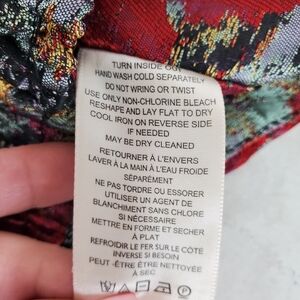 TURN INSIDE OUT
HAND WASH COLD SEPARATELY
DO NOT WRING OR TWIST
USE ONLY NON-CHLORINE BLEACH
RESHAPE AND LAY FLAT TO DRY
COOL IRON ON REVERSE SIDE
IF NEEDED
MAY BE DRY CLEANED
RETOURNER À L'ENVERS
LAVER À LA MAIN À L'EAU FROIDE
SÉPARÉMENT
NE PAS TORDRE OU ESSORER
UTILISER UN AGENT DE
BLANCHIMENT SANS CHLORE
SI NÉCESSAIRE
METTRE EN FORME ET SECHER
À PLAT
REFROIDIR LE FER SUR LE CÔTÉ
INVERSE SI BESOIN
PEUT-ÊTRE ÊTRE NETTOYÉE
À SEC